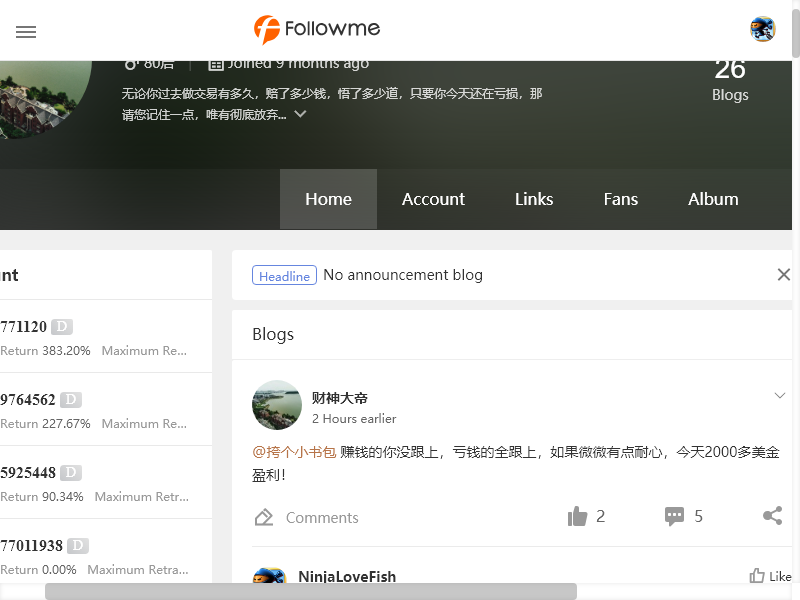 Followme
80后 Joined 9 months ago
26
Blogs
无论你过去做交易有多久，赔了多少钱，悟了多少道，只要你今天还在亏损，那
请您记住一点，唯有彻底放弃...
Home Account Links Fans Album
nt
771120 D
Return 383.20% Maximum Re...
9764562 D
Return 227.67% Maximum Re...
5925448 D
Return 90.34% Maximum Retr...
77011938 D
Return 0.00% Maximum Retra...
Headline No announcement blog
Blogs
财神大帝
2 Hours earlier
@挎个小书包 赚钱的你没跟上，亏钱的全跟上，如果微微有点耐心，今天2000多美金
盈利！
Comments 2 5
NinjaLoveFish Like